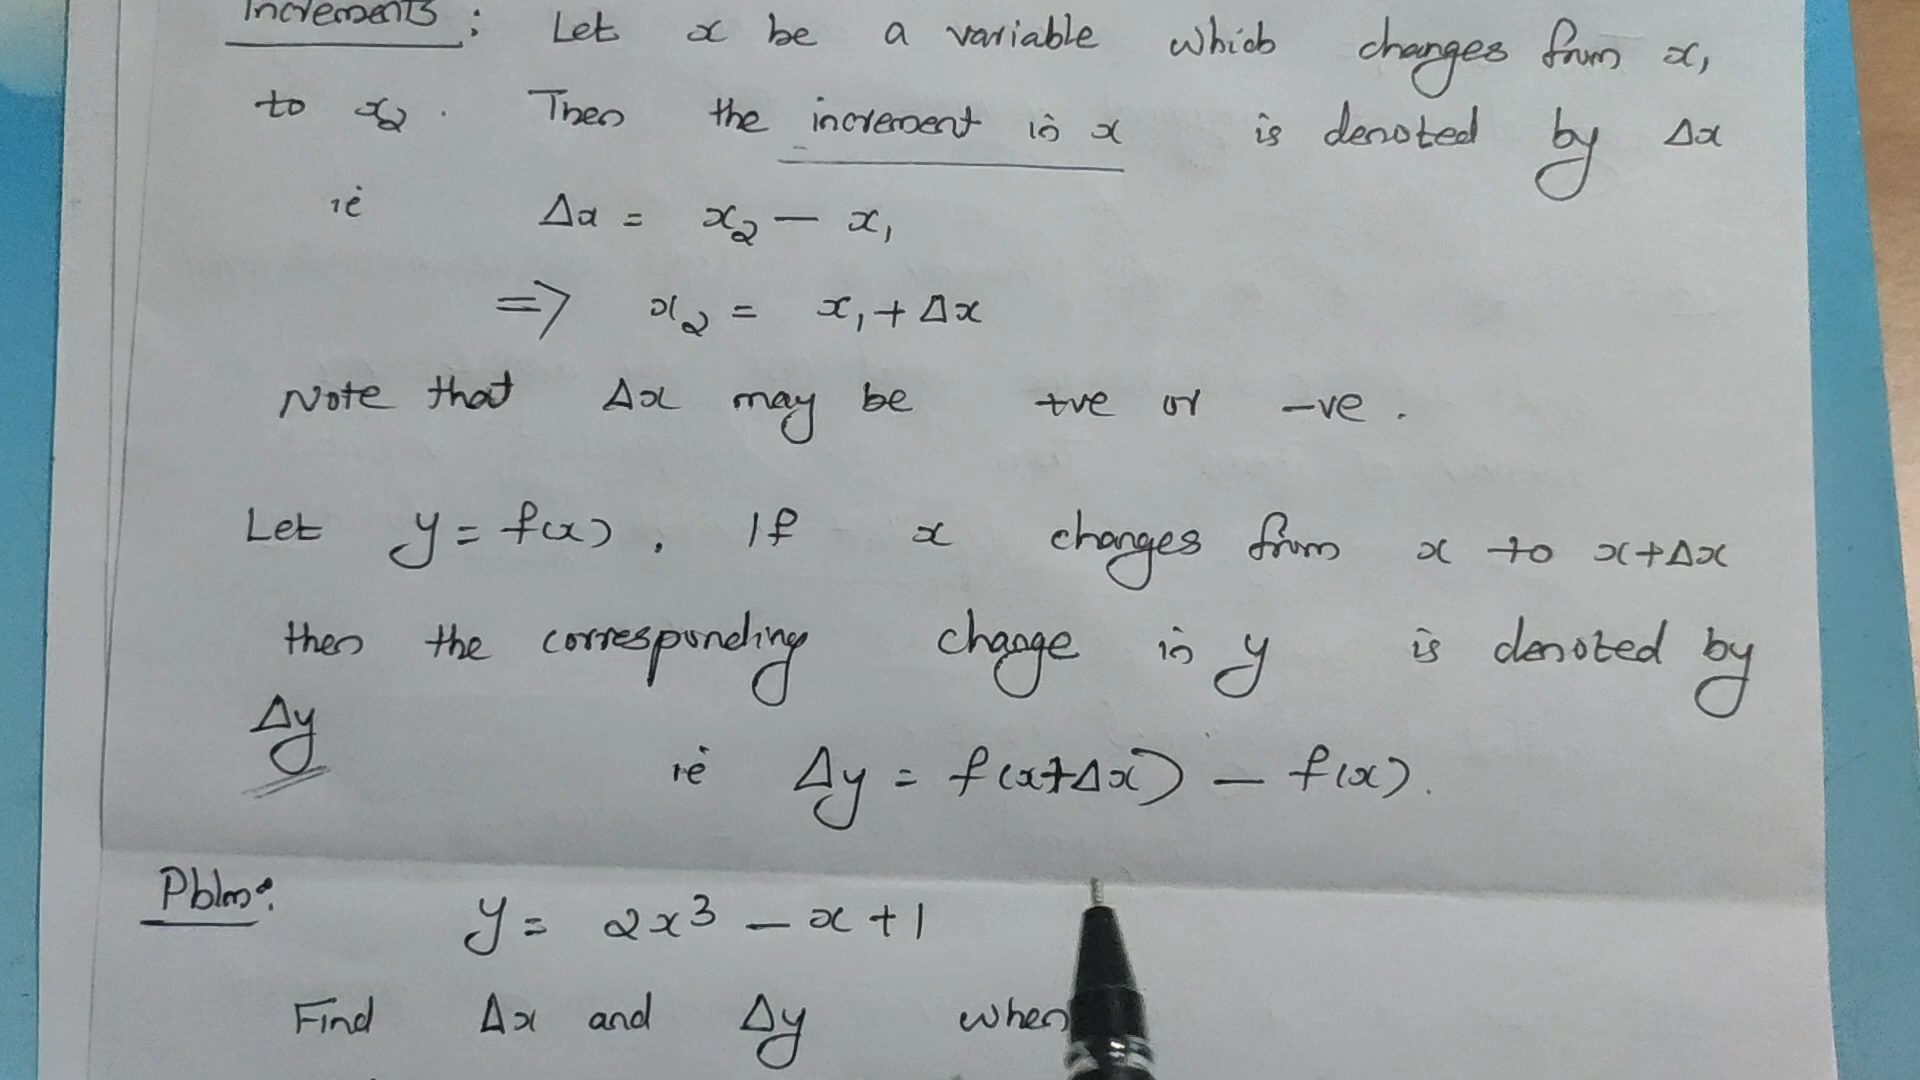 Increments : Let x be a variable which changes from x₁
to x₂. Then the increment in x is denoted by Δx
ie Δx = x₂ − x₁
=> x₂ = x₁ + Δx
Note that Δx may be +ve or −ve.
Let y = f(x). If x changes from x to x+Δx
then the corresponding change in y is denoted by
Δy
ie Δy = f(x+Δx) − f(x).
Pblm: y = 2x³ − x + 1
Find Δx and Δy when